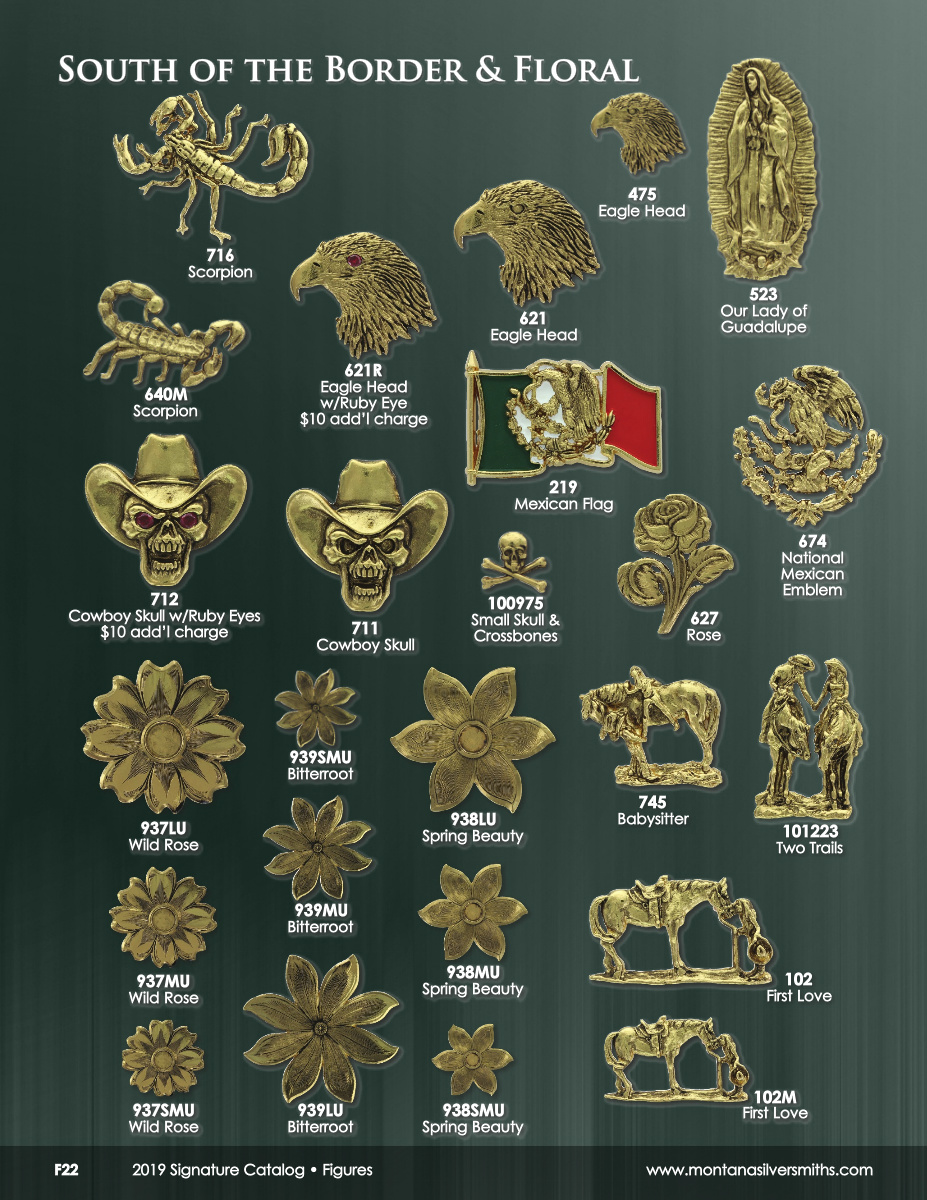 SOUTH OF THE BORDER & FLORAL
716
Scorpion
475
Eagle Head
523
Our Lady of
Guadalupe
621
Eagle Head
621R
Eagle Head
w/Ruby Eye
$10 add'l charge
640M
Scorpion
219
Mexican Flag
674
National
Mexican
Emblem
712
Cowboy Skull w/Ruby Eyes
$10 add'l charge
711
Cowboy Skull
100975
Small Skull &
Crossbones
627
Rose
937LU
Wild Rose
939SMU
Bitterroot
938LU
Spring Beauty
745
Babysitter
101223
Two Trails
939MU
Bitterroot
937MU
Wild Rose
938MU
Spring Beauty
102
First Love
937SMU
Wild Rose
939LU
Bitterroot
938SMU
Spring Beauty
102M
First Love
F22
2019 Signature Catalog • Figures
www.montanasilversmiths.com